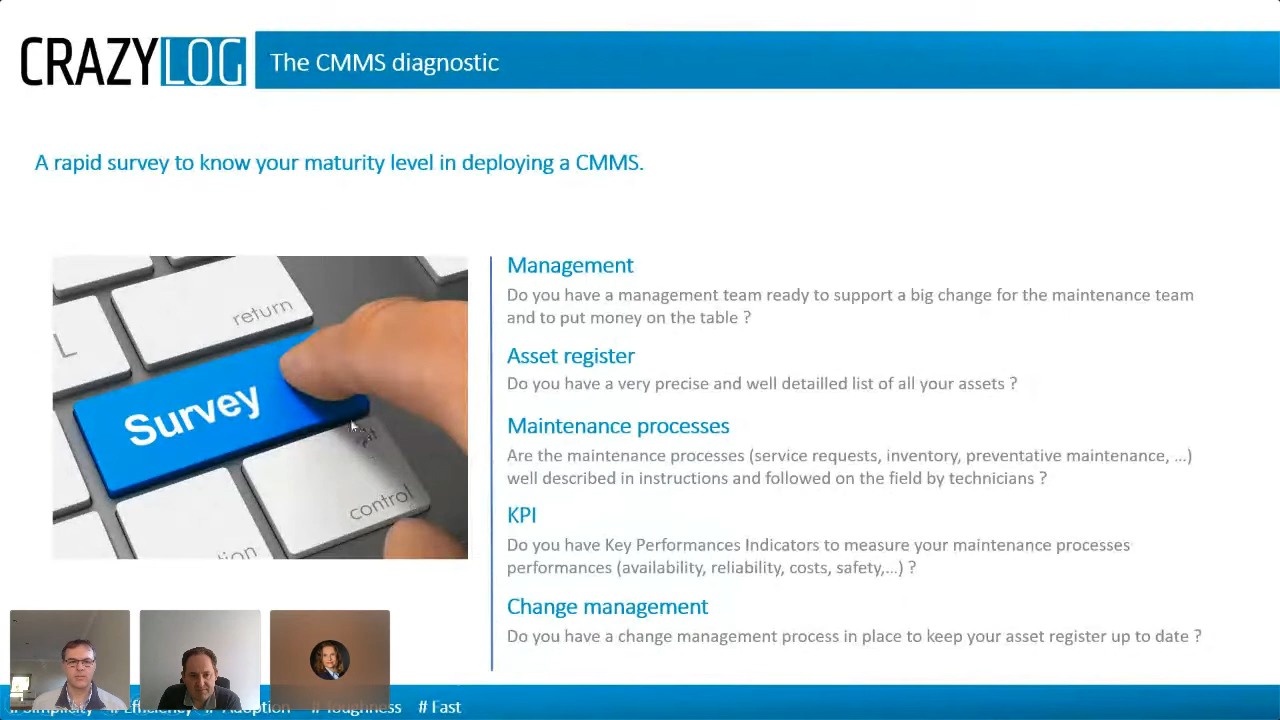 CRAZYLOG
The CMMS diagnostic
A rapid survey to know your maturity level in deploying a CMMS.
return
L
Survey
control
Management
Do you have a management team ready to support a big change for the maintenance team
and to put money on the table ?
Asset register
Do you have a very precise and well detailled list of all your assets ?
Maintenance processes
Are the maintenance processes (service requests, inventory, preventative maintenance, ...)
well described in instructions and followed on the field by technicians ?
KPI
Do you have Key Performances Indicators to measure your maintenance processes
performances (availability, reliability, costs, safety,...) ?
Change management
Do you have a change management process in place to keep your asset register up to date ?
# Simplicity # Efficiency # Adoption # Toughness # Fast